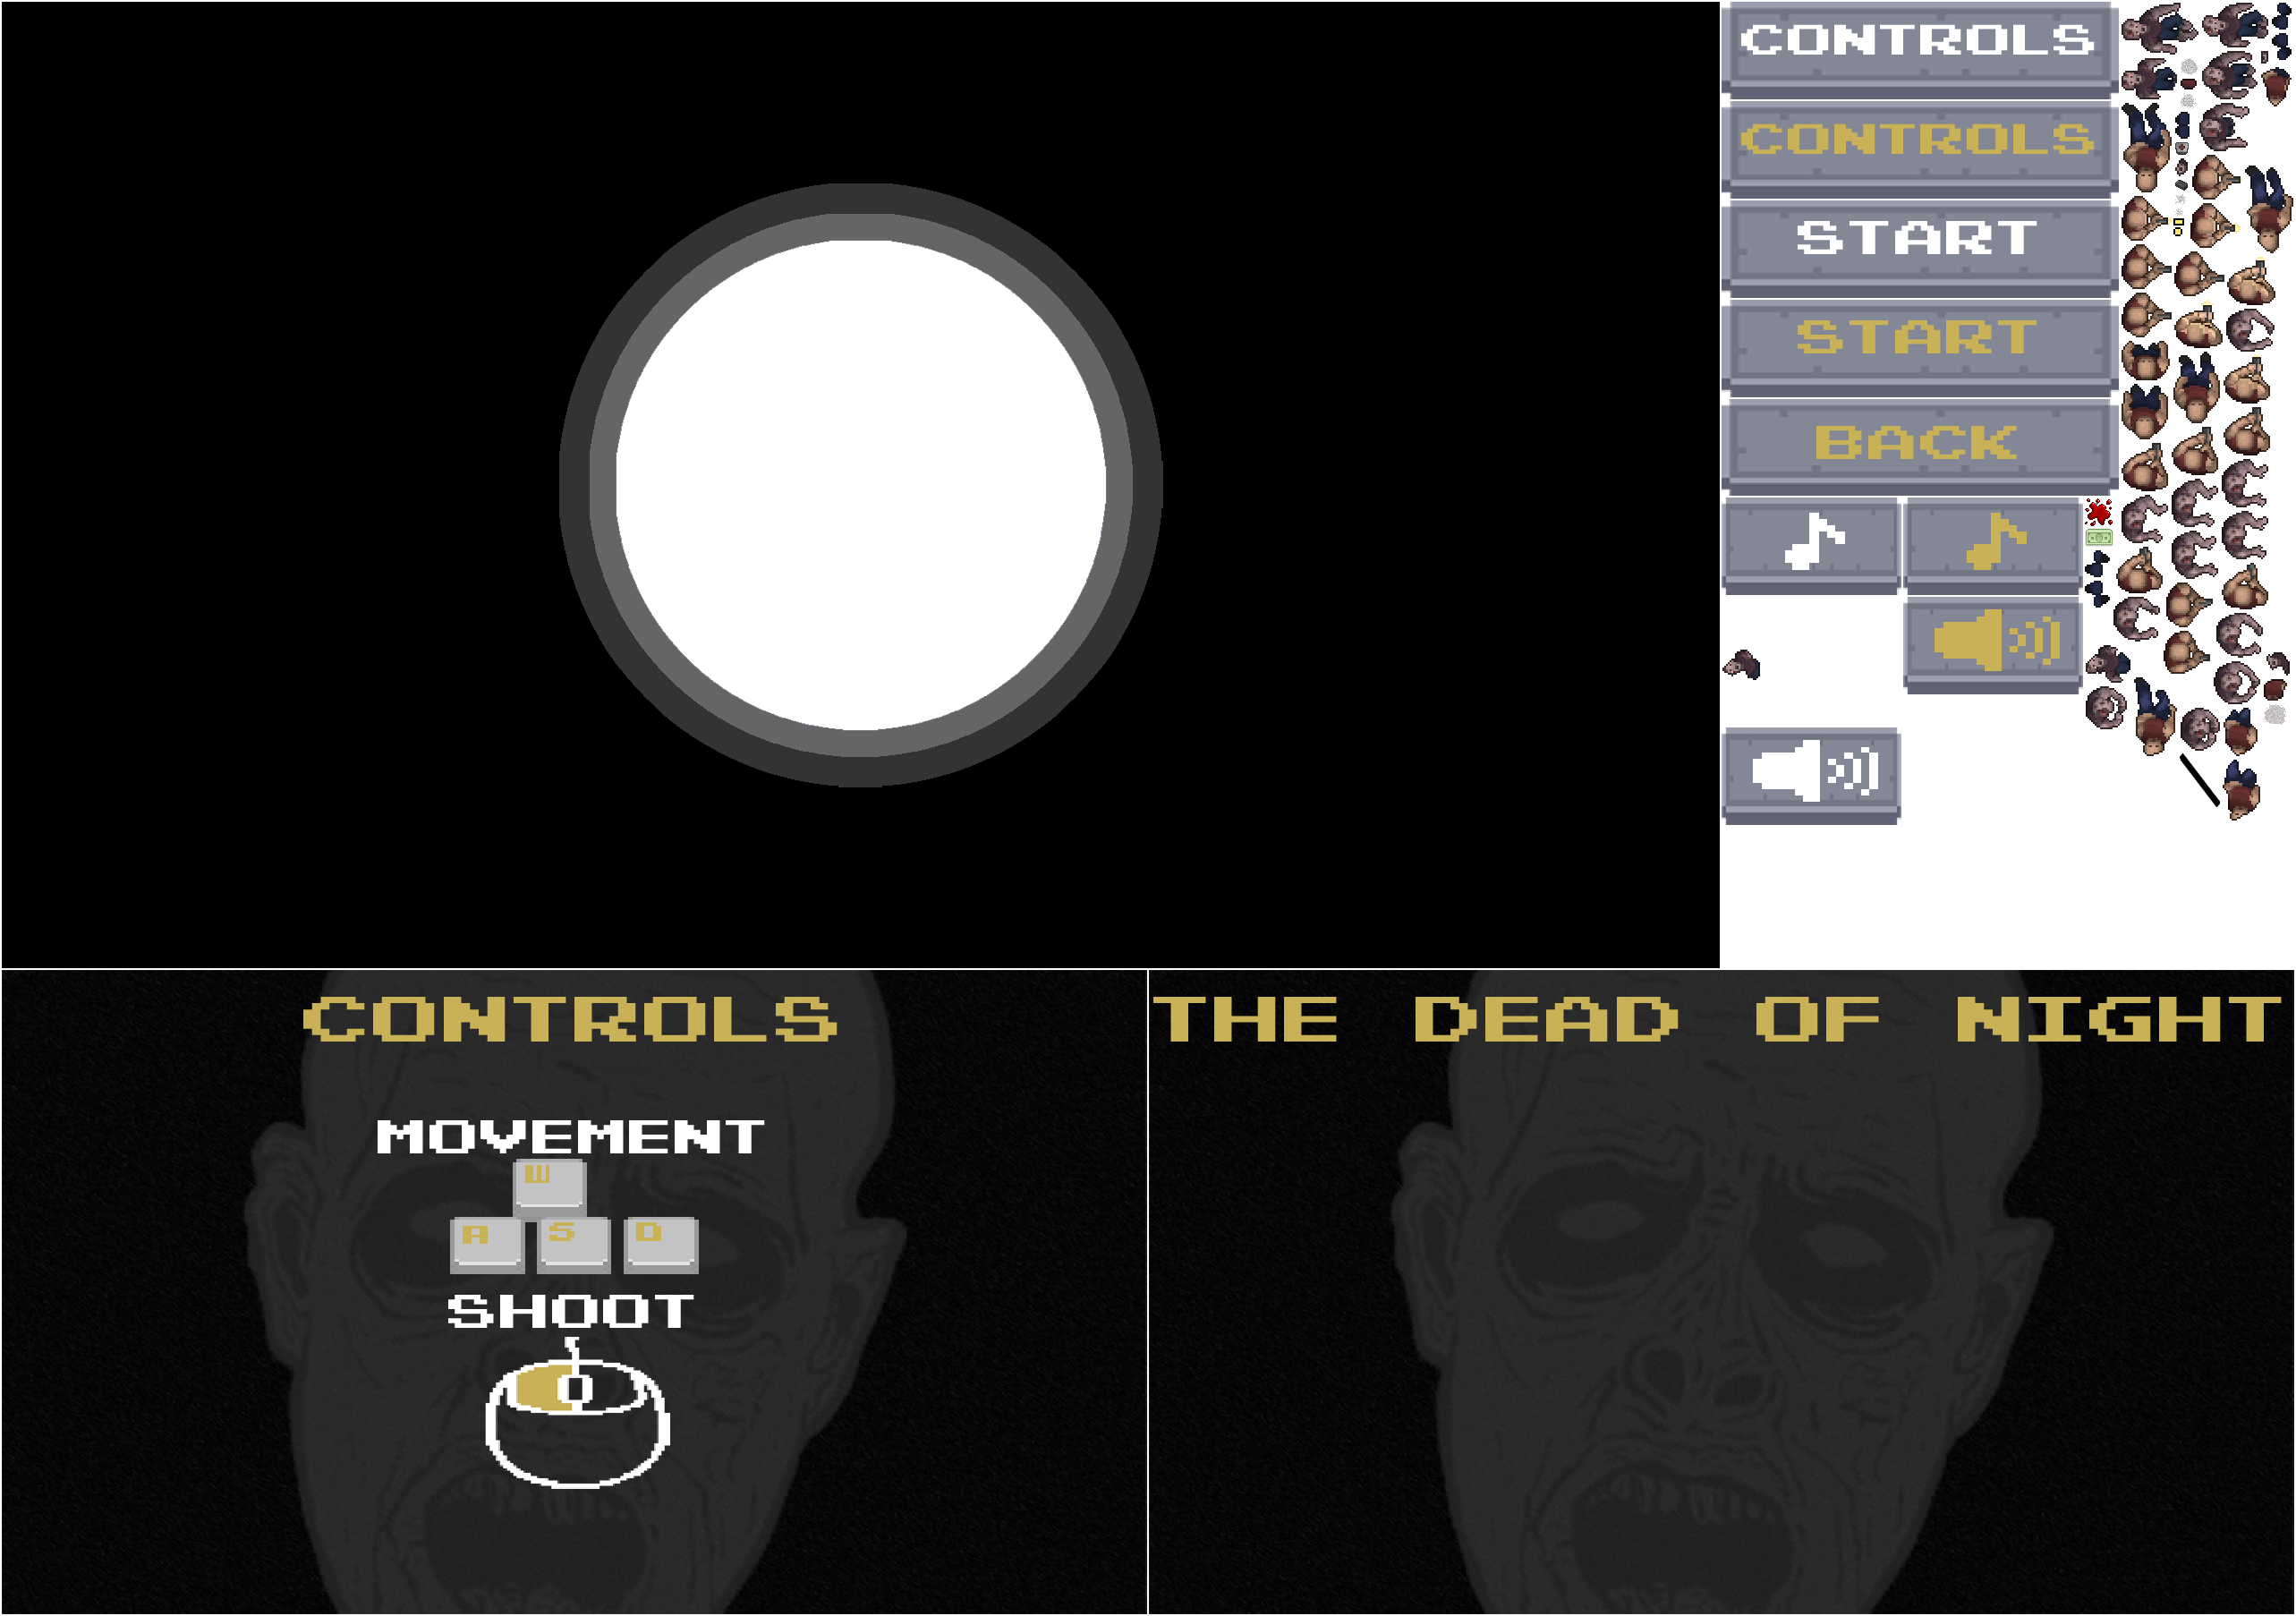 CONTROLS
CONTROLS
START
START
BACK
CONTROLS
MOVEMENT
W
A S D
SHOOT
THE DEAD OF NIGHT